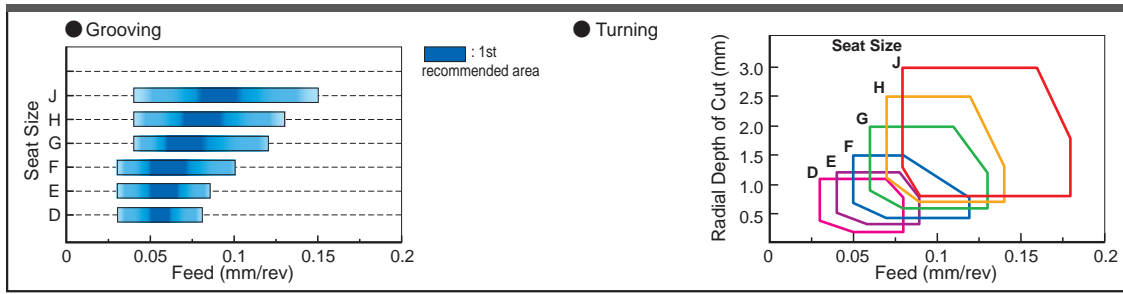 ● Grooving
: 1st
recommended area
Seat Size
J
H
G
F
E
D
0 0.05 0.1 0.15 0.2
Feed (mm/rev)
● Turning
Radial Depth of Cut (mm)
Seat Size
J
H
G
F
E
D
3.0
2.5
2.0
1.5
1.0
0.5
0 0.05 0.1 0.15 0.2
Feed (mm/rev)